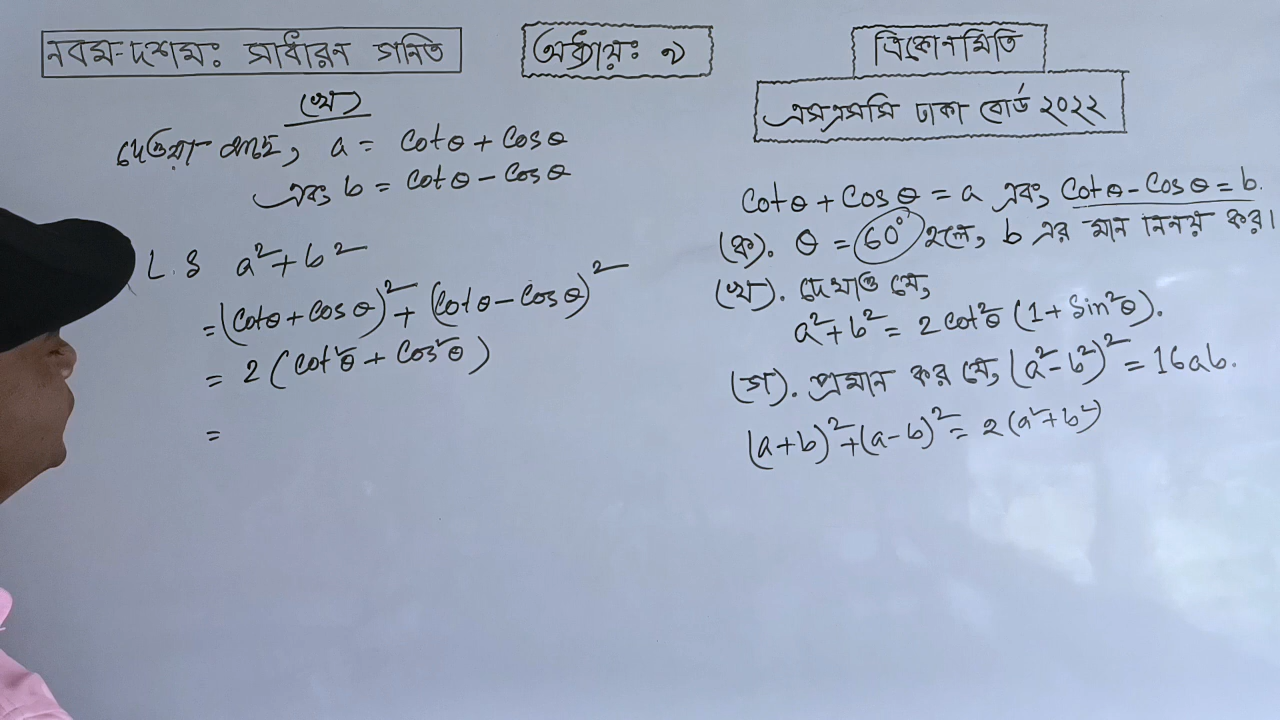 নবম-দশম: সাধারন গনিত
অধ্যায়ঃ ৯
ত্রিকোনমিতি
এসএসসি ঢাকা বোর্ড ২০২২
(খ)
দেওয়া আছে, a = Cotθ + Cosθ
এবং b = Cotθ - Cosθ
L.S a² + b²
= (Cotθ + Cosθ)² + (Cotθ - Cosθ)²
= 2 (Cot²θ + Cos²θ)
=
Cotθ + Cosθ = a এবং Cotθ - Cosθ = b.
(ক). θ = 60° হলে, b এর মান নির্নয় কর।
(খ). দেখাও যে,
a² + b² = 2 Cot²θ (1 + Sin²θ).
(গ). প্রমান কর যে, (a² - b²)² = 16ab.
(a+b)² + (a-b)² = 2(a² + b²)